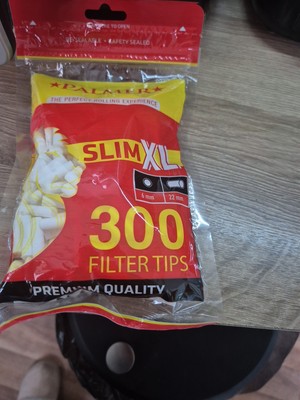 RESEALABLE • SAFETY SEALED
★PALMER★
THE PERFECT ROLLING EXPERIENCE
SLIM XL
6 mm 22 mm
300
FILTER TIPS
PREMIUM QUALITY